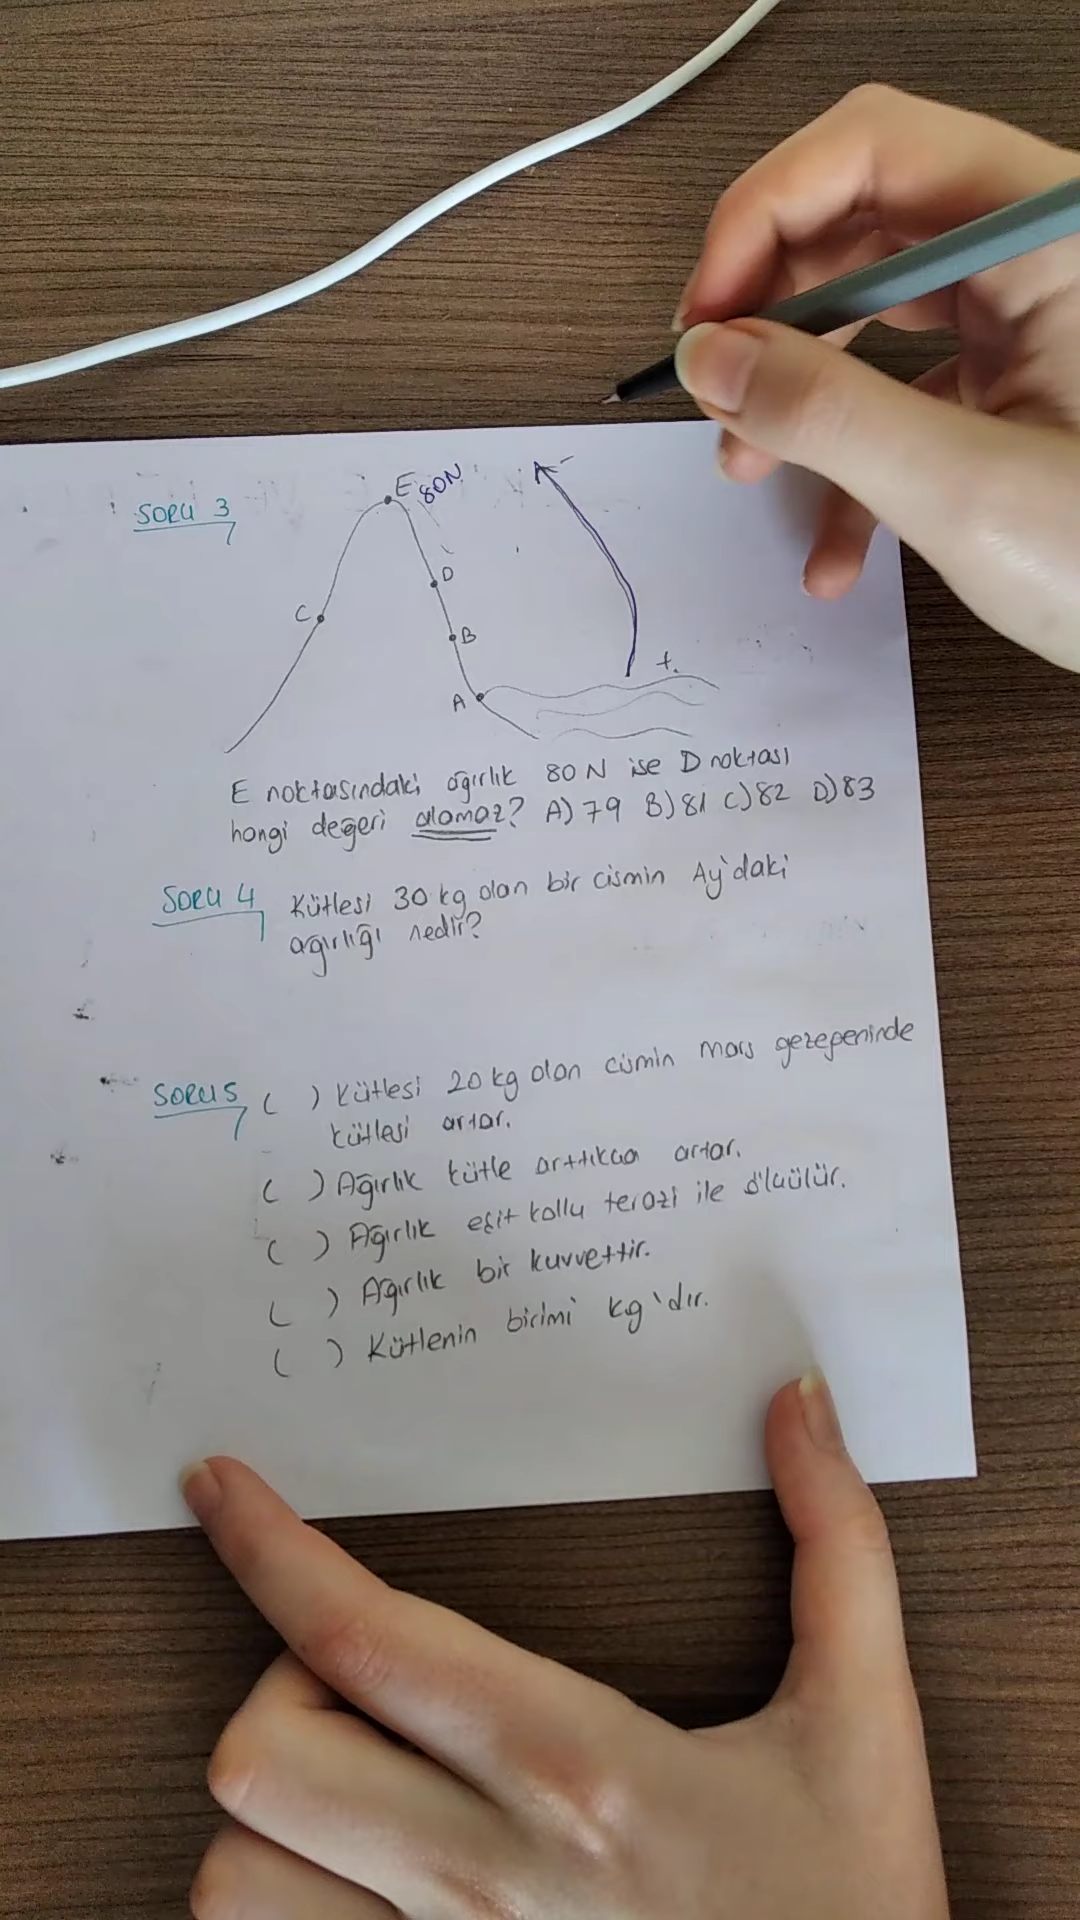 SORU 3
E 80N
D
C
B
A
t.
E noktasındaki ağırlık 80 N ise D noktası
hangi değeri alamaz? A) 79 B) 81 C) 82 D) 83
SORU 4 Kütlesi 30 kg olan bir cismin Ay'daki
ağırlığı nedir?
SORU 5 ( ) Kütlesi 20 kg olan cismin mars gezepeninde
kütlesi artar.
( ) Ağırlık kütle arttıkça artar.
( ) Ağırlık eşit kollu terazi ile ölçülür.
( ) Ağırlık bir kuvvettir.
( ) Kütlenin birimi kg'dır.